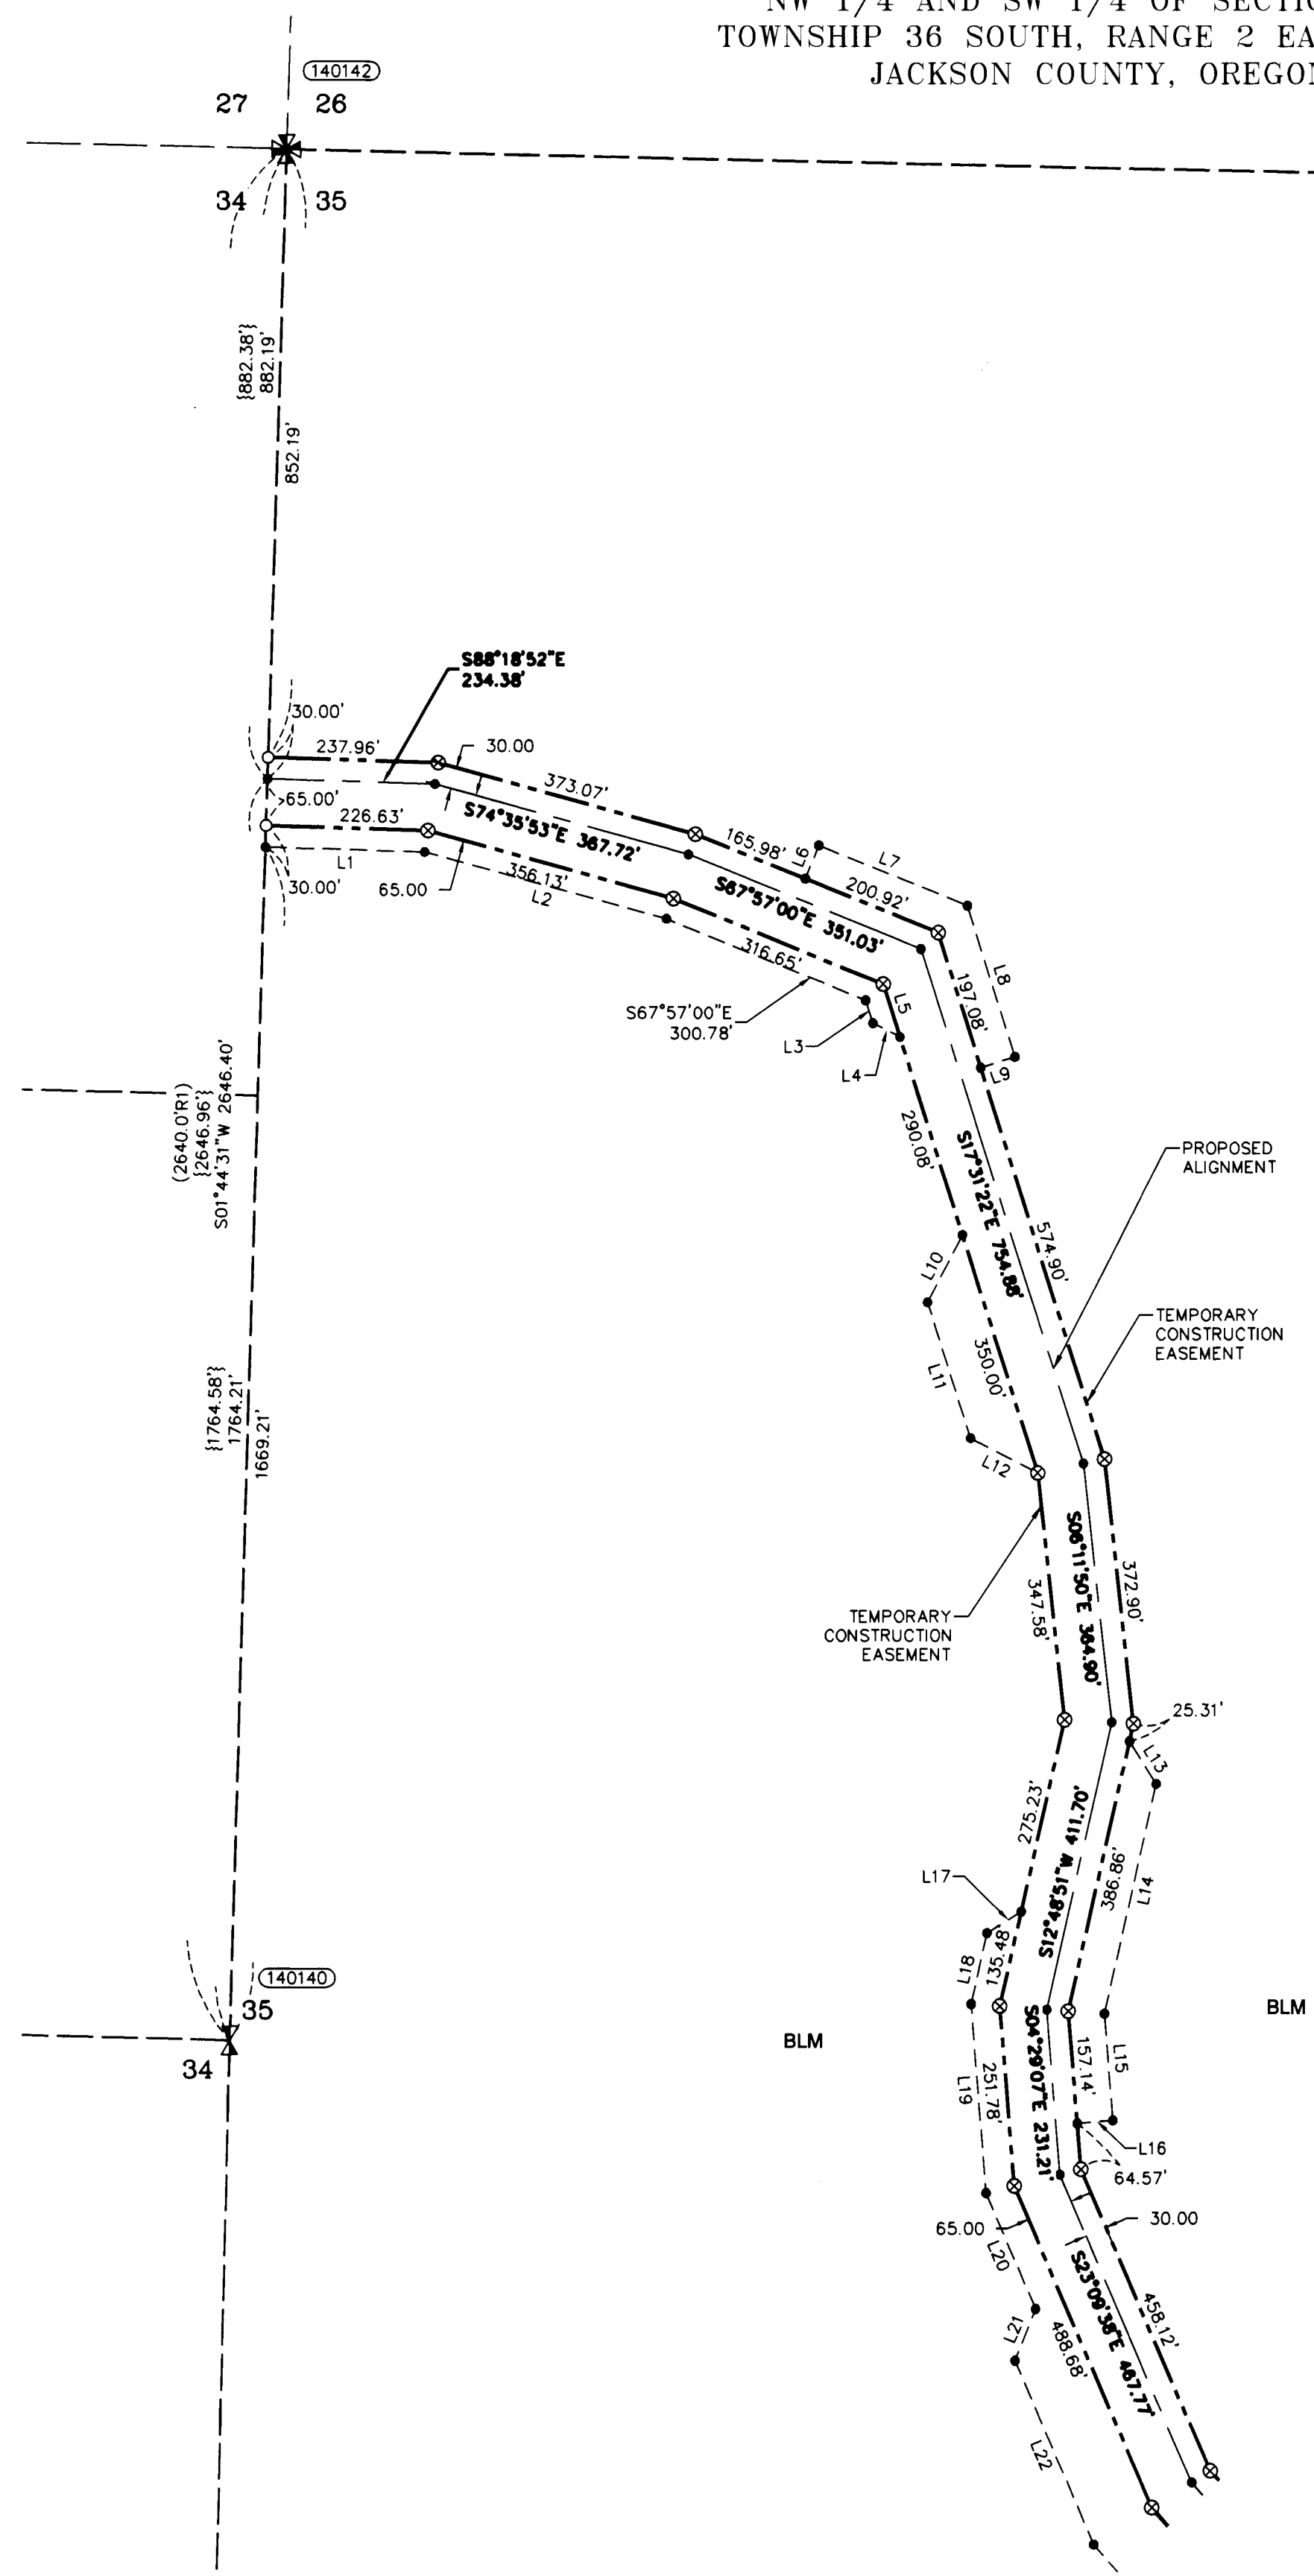 NW 1/4 AND SW 1/4 OF SECTIO
TOWNSHIP 36 SOUTH, RANGE 2 EA
JACKSON COUNTY, OREGON
140142
27 26
34 35
{882.38'}
882.19'
852.19'
S88°18'52"E
234.38'
30.00'
237.96'
30.00
373.07'
65.00'
226.63'
S74°35'53"E 367.72'
165.98'
L6
L7
200.92'
L1
30.00'
65.00
356.13'
L2
S67°57'00"E 351.03'
316.65'
L5
197.08'
L8
S67°57'00"E
300.78'
L3
L4
L9
(2640.0'R1)
{2646.96'}
S01°44'31"W 2646.40'
290.08'
S17°31'22"E 754.88'
PROPOSED
ALIGNMENT
574.90'
L10
TEMPORARY
CONSTRUCTION
EASEMENT
L11
350.00'
{1764.58'}
1764.21'
1669.21'
L12
S06°11'50"E 364.90'
372.90'
347.58'
TEMPORARY
CONSTRUCTION
EASEMENT
25.31'
L13
275.23'
S12°48'51"W 411.70'
386.86'
L14
L17
135.48'
L18
140140
35
34
BLM
BLM
L19
251.78'
S04°29'07"E 231.21'
157.14'
L15
L16
64.57'
65.00
30.00
L20
S23°09'38"E 467.77'
458.12'
L21
488.68'
L22